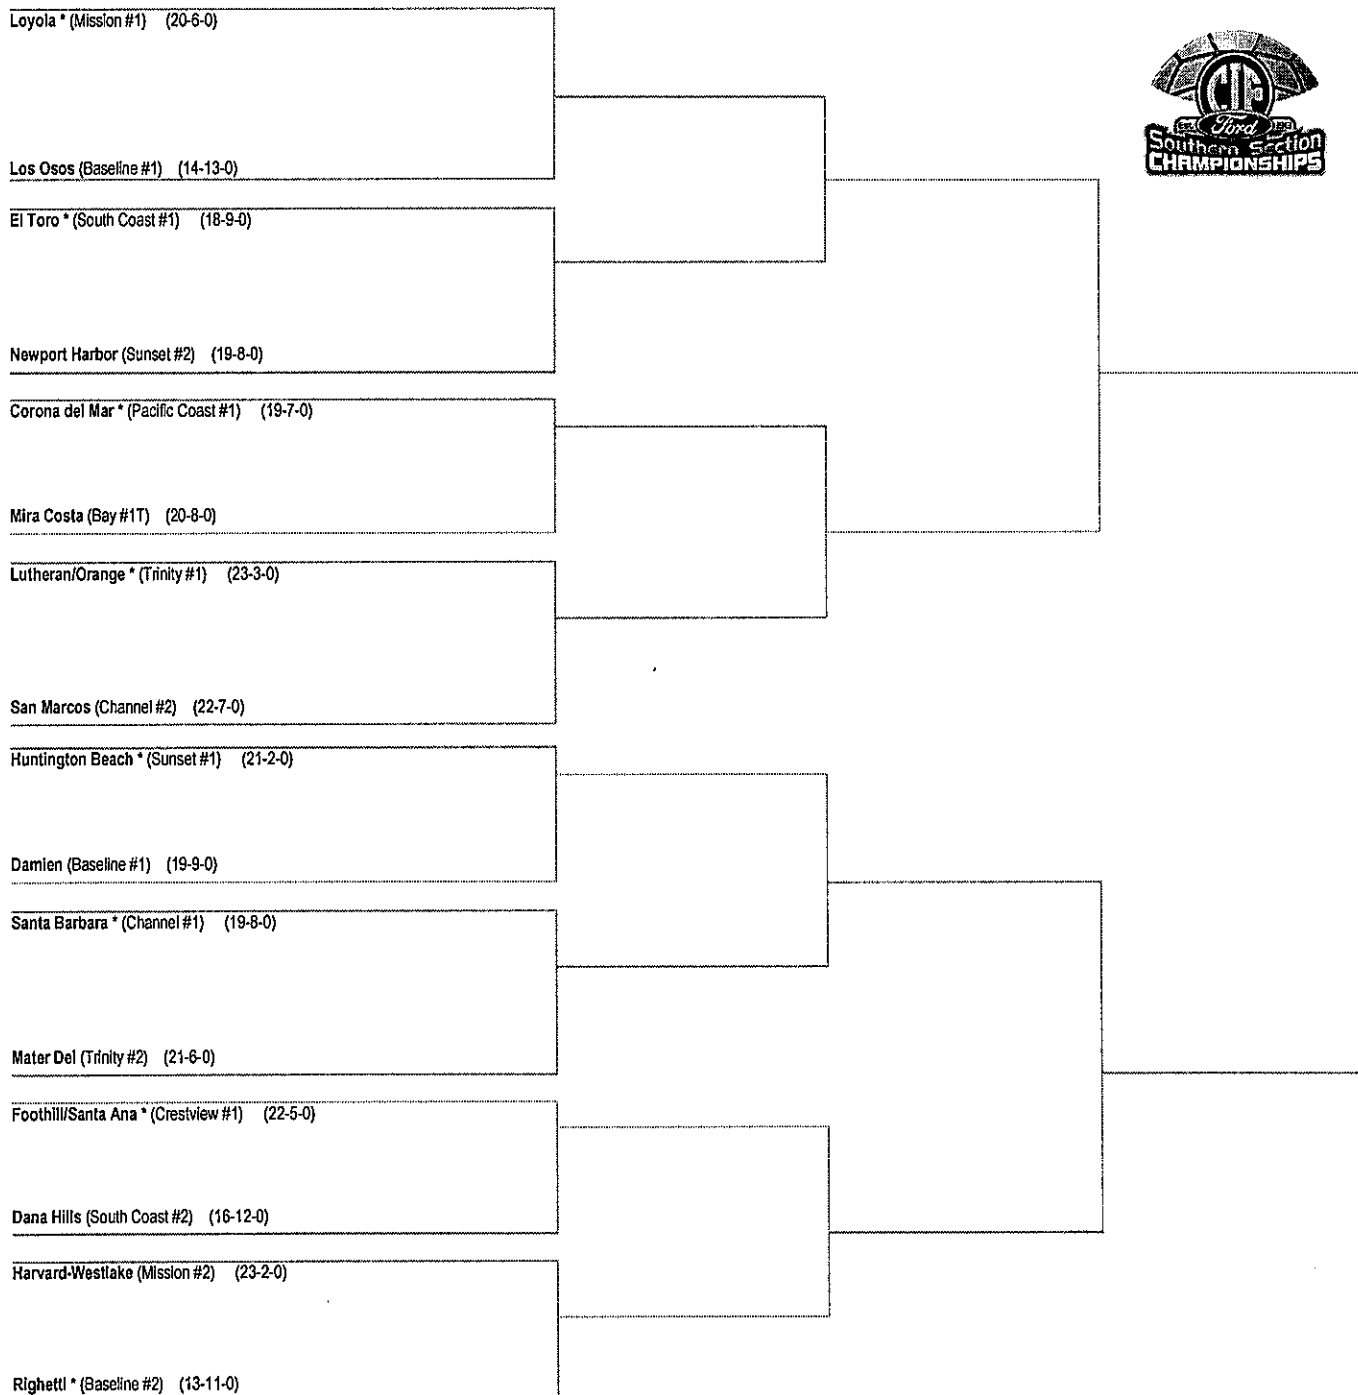 Loyola * (Mission #1) (20-6-0)
Ford
Southern Section
CHAMPIONSHIPS
Los Osos (Baseline #1) (14-13-0)
El Toro * (South Coast #1) (18-9-0)
Newport Harbor (Sunset #2) (19-8-0)
Corona del Mar * (Pacific Coast #1) (19-7-0)
Mira Costa (Bay #1T) (20-8-0)
Lutheran/Orange * (Trinity #1) (23-3-0)
San Marcos (Channel #2) (22-7-0)
Huntington Beach * (Sunset #1) (21-2-0)
Damien (Baseline #1) (19-9-0)
Santa Barbara * (Channel #1) (19-8-0)
Mater Dei (Trinity #2) (21-6-0)
Foothill/Santa Ana * (Crestview #1) (22-5-0)
Dana Hills (South Coast #2) (16-12-0)
Harvard-Westlake (Mission #2) (23-2-0)
Righetti * (Baseline #2) (13-11-0)